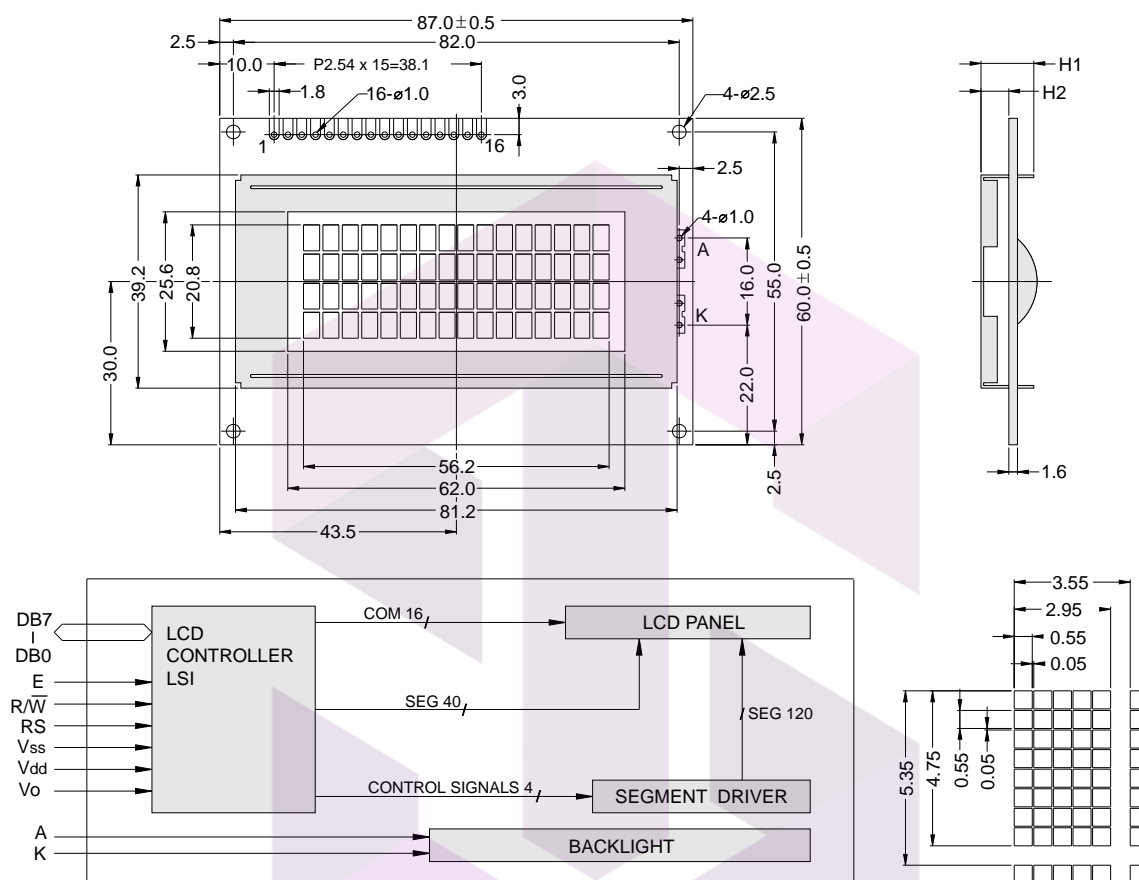 87.0±0.5
2.5
82.0
10.0
P2.54 x 15=38.1
1.8
16-ø1.0
3.0
4-ø2.5
1
16
2.5
4-ø1.0
A
K
39.2
25.6
20.8
30.0
16.0
22.0
55.0
60.0±0.5
2.5
56.2
62.0
81.2
43.5
H1
H2
1.6
DB7
DB0
E
R/W̅
RS
Vss
Vdd
Vo
A
K
LCD
CONTROLLER
LSI
COM 16
LCD PANEL
SEG 40
SEG 120
CONTROL SIGNALS 4
SEGMENT DRIVER
BACKLIGHT
3.55
2.95
0.55
0.05
5.35
4.75
0.55
0.05